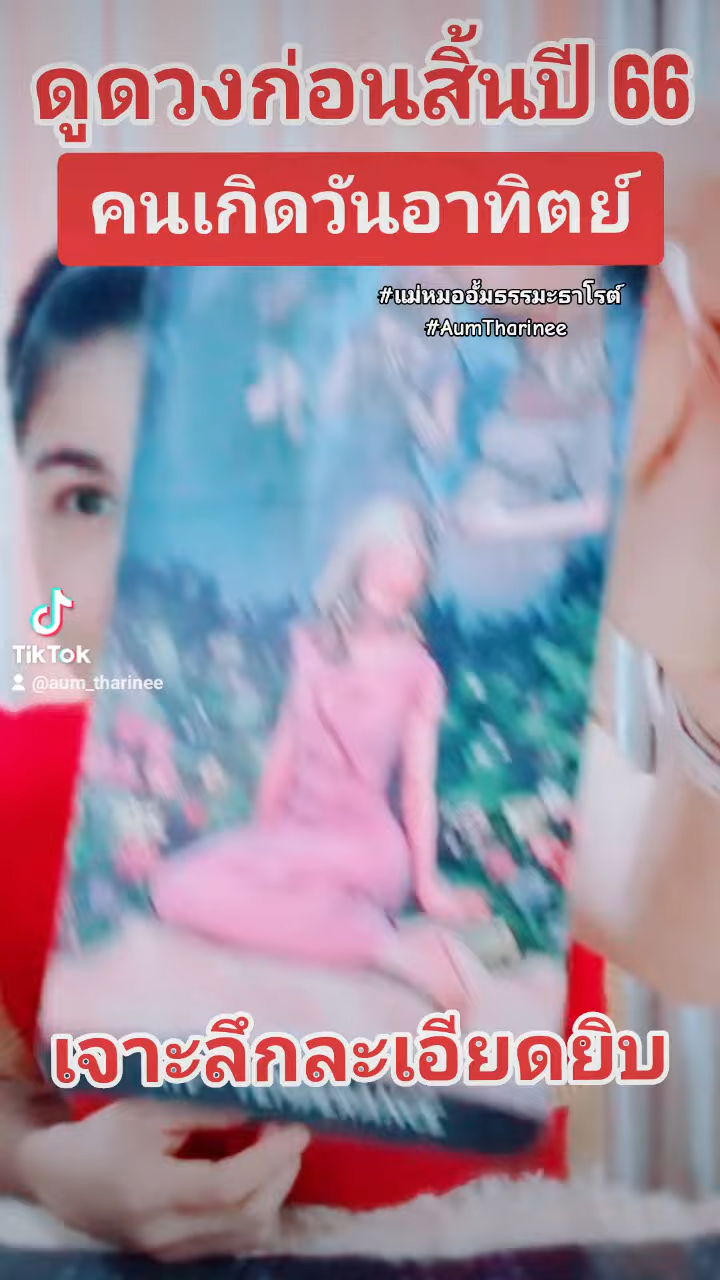 ดูดวงก่อนสิ้นปี 66
คนเกิดวันอาทิตย์
#แม่หมออั้มธรรมะธาโรต์
#AumTharinee
TikTok
@aum_tharinee
เจาะลึกละเอียดยิบ